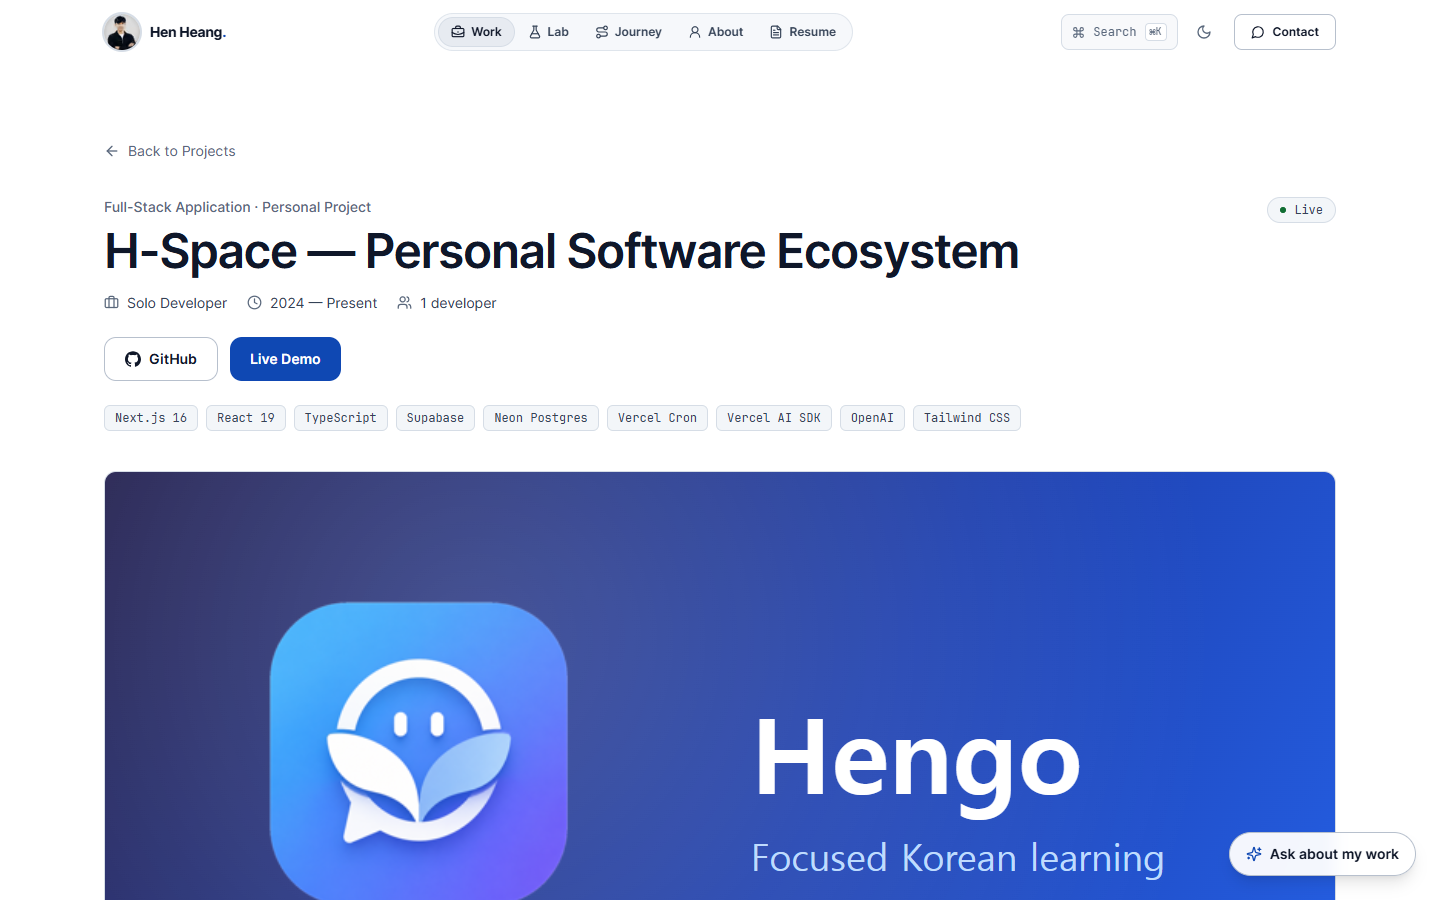 Hen Heang.
Work
Lab
Journey
About
Resume
Search ⌘K
Contact
Back to Projects
Full-Stack Application · Personal Project
Live
H-Space — Personal Software Ecosystem
Solo Developer
2024 — Present
1 developer
GitHub
Live Demo
Next.js 16
React 19
TypeScript
Supabase
Neon Postgres
Vercel Cron
Vercel AI SDK
OpenAI
Tailwind CSS
Hengo
Focused Korean learning
Ask about my work